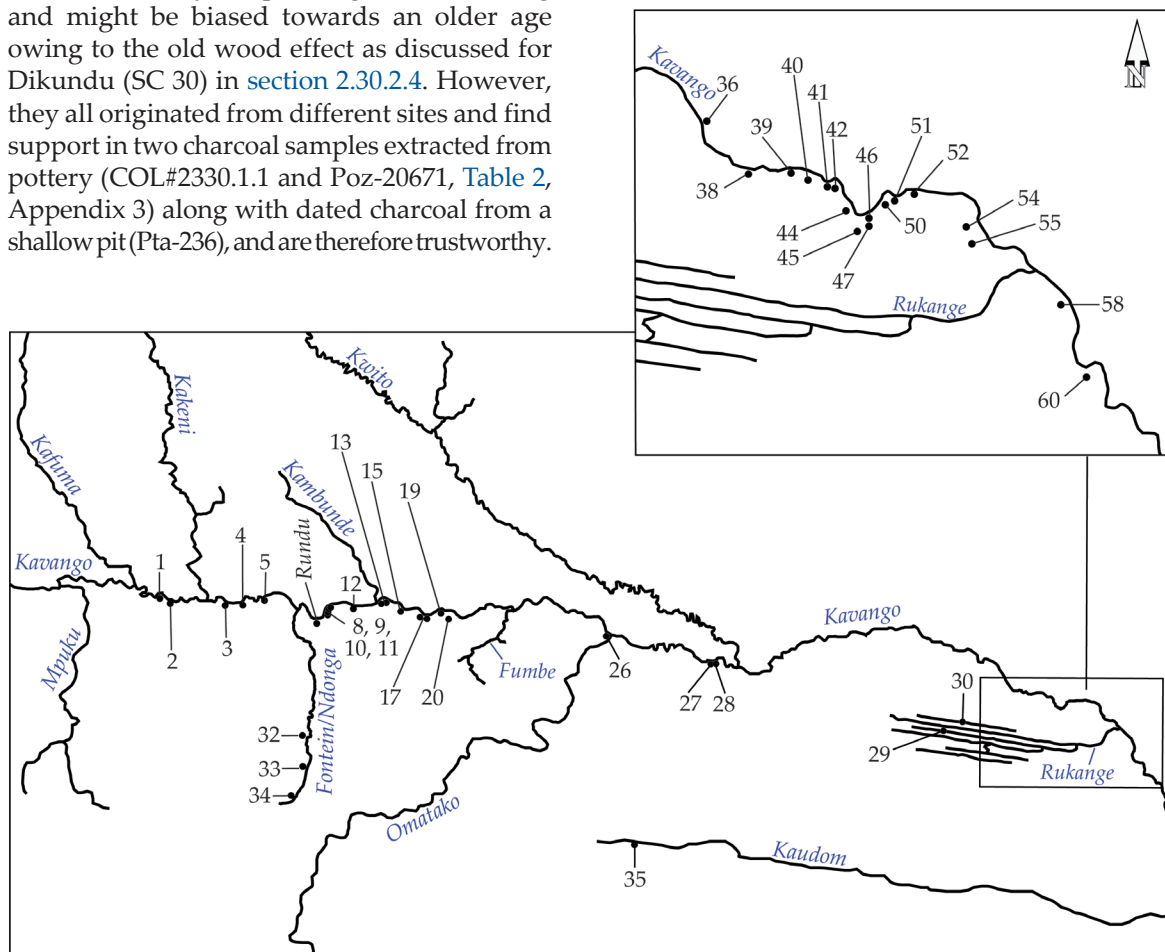 and might be biased towards an older age
owing to the old wood effect as discussed for
Dikundu (SC 30) in section 2.30.2.4. However,
they all originated from different sites and find
support in two charcoal samples extracted from
pottery (COL#2330.1.1 and Poz-20671, Table 2,
Appendix 3) along with dated charcoal from a
shallow pit (Pta-236), and are therefore trustworthy.
N
Kavango
36
40
41
42
39
46
51
52
38
44
45
47
50
54
55
Rukange
58
60
Kafuma
Kakeni
Kwito
Kambunde
13
15
19
Kavango
1
4
5
Rundu
12
2
3
8, 9,
10, 11
17
20
Fumbe
26
27
28
Kavango
30
29
Rukange
Mpuku
Fontein/Ndonga
32
33
34
Omatako
35
Kaudom